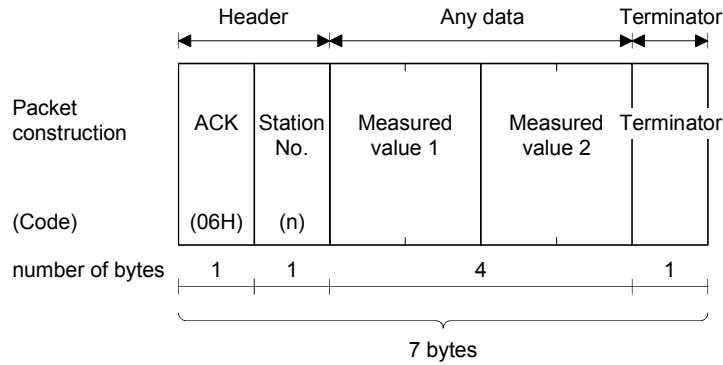 Header Any data Terminator
Packet construction
ACK
Station No.
Measured value 1
Measured value 2
Terminator
(Code) (06H) (n)
number of bytes 1 1 4 1
7 bytes